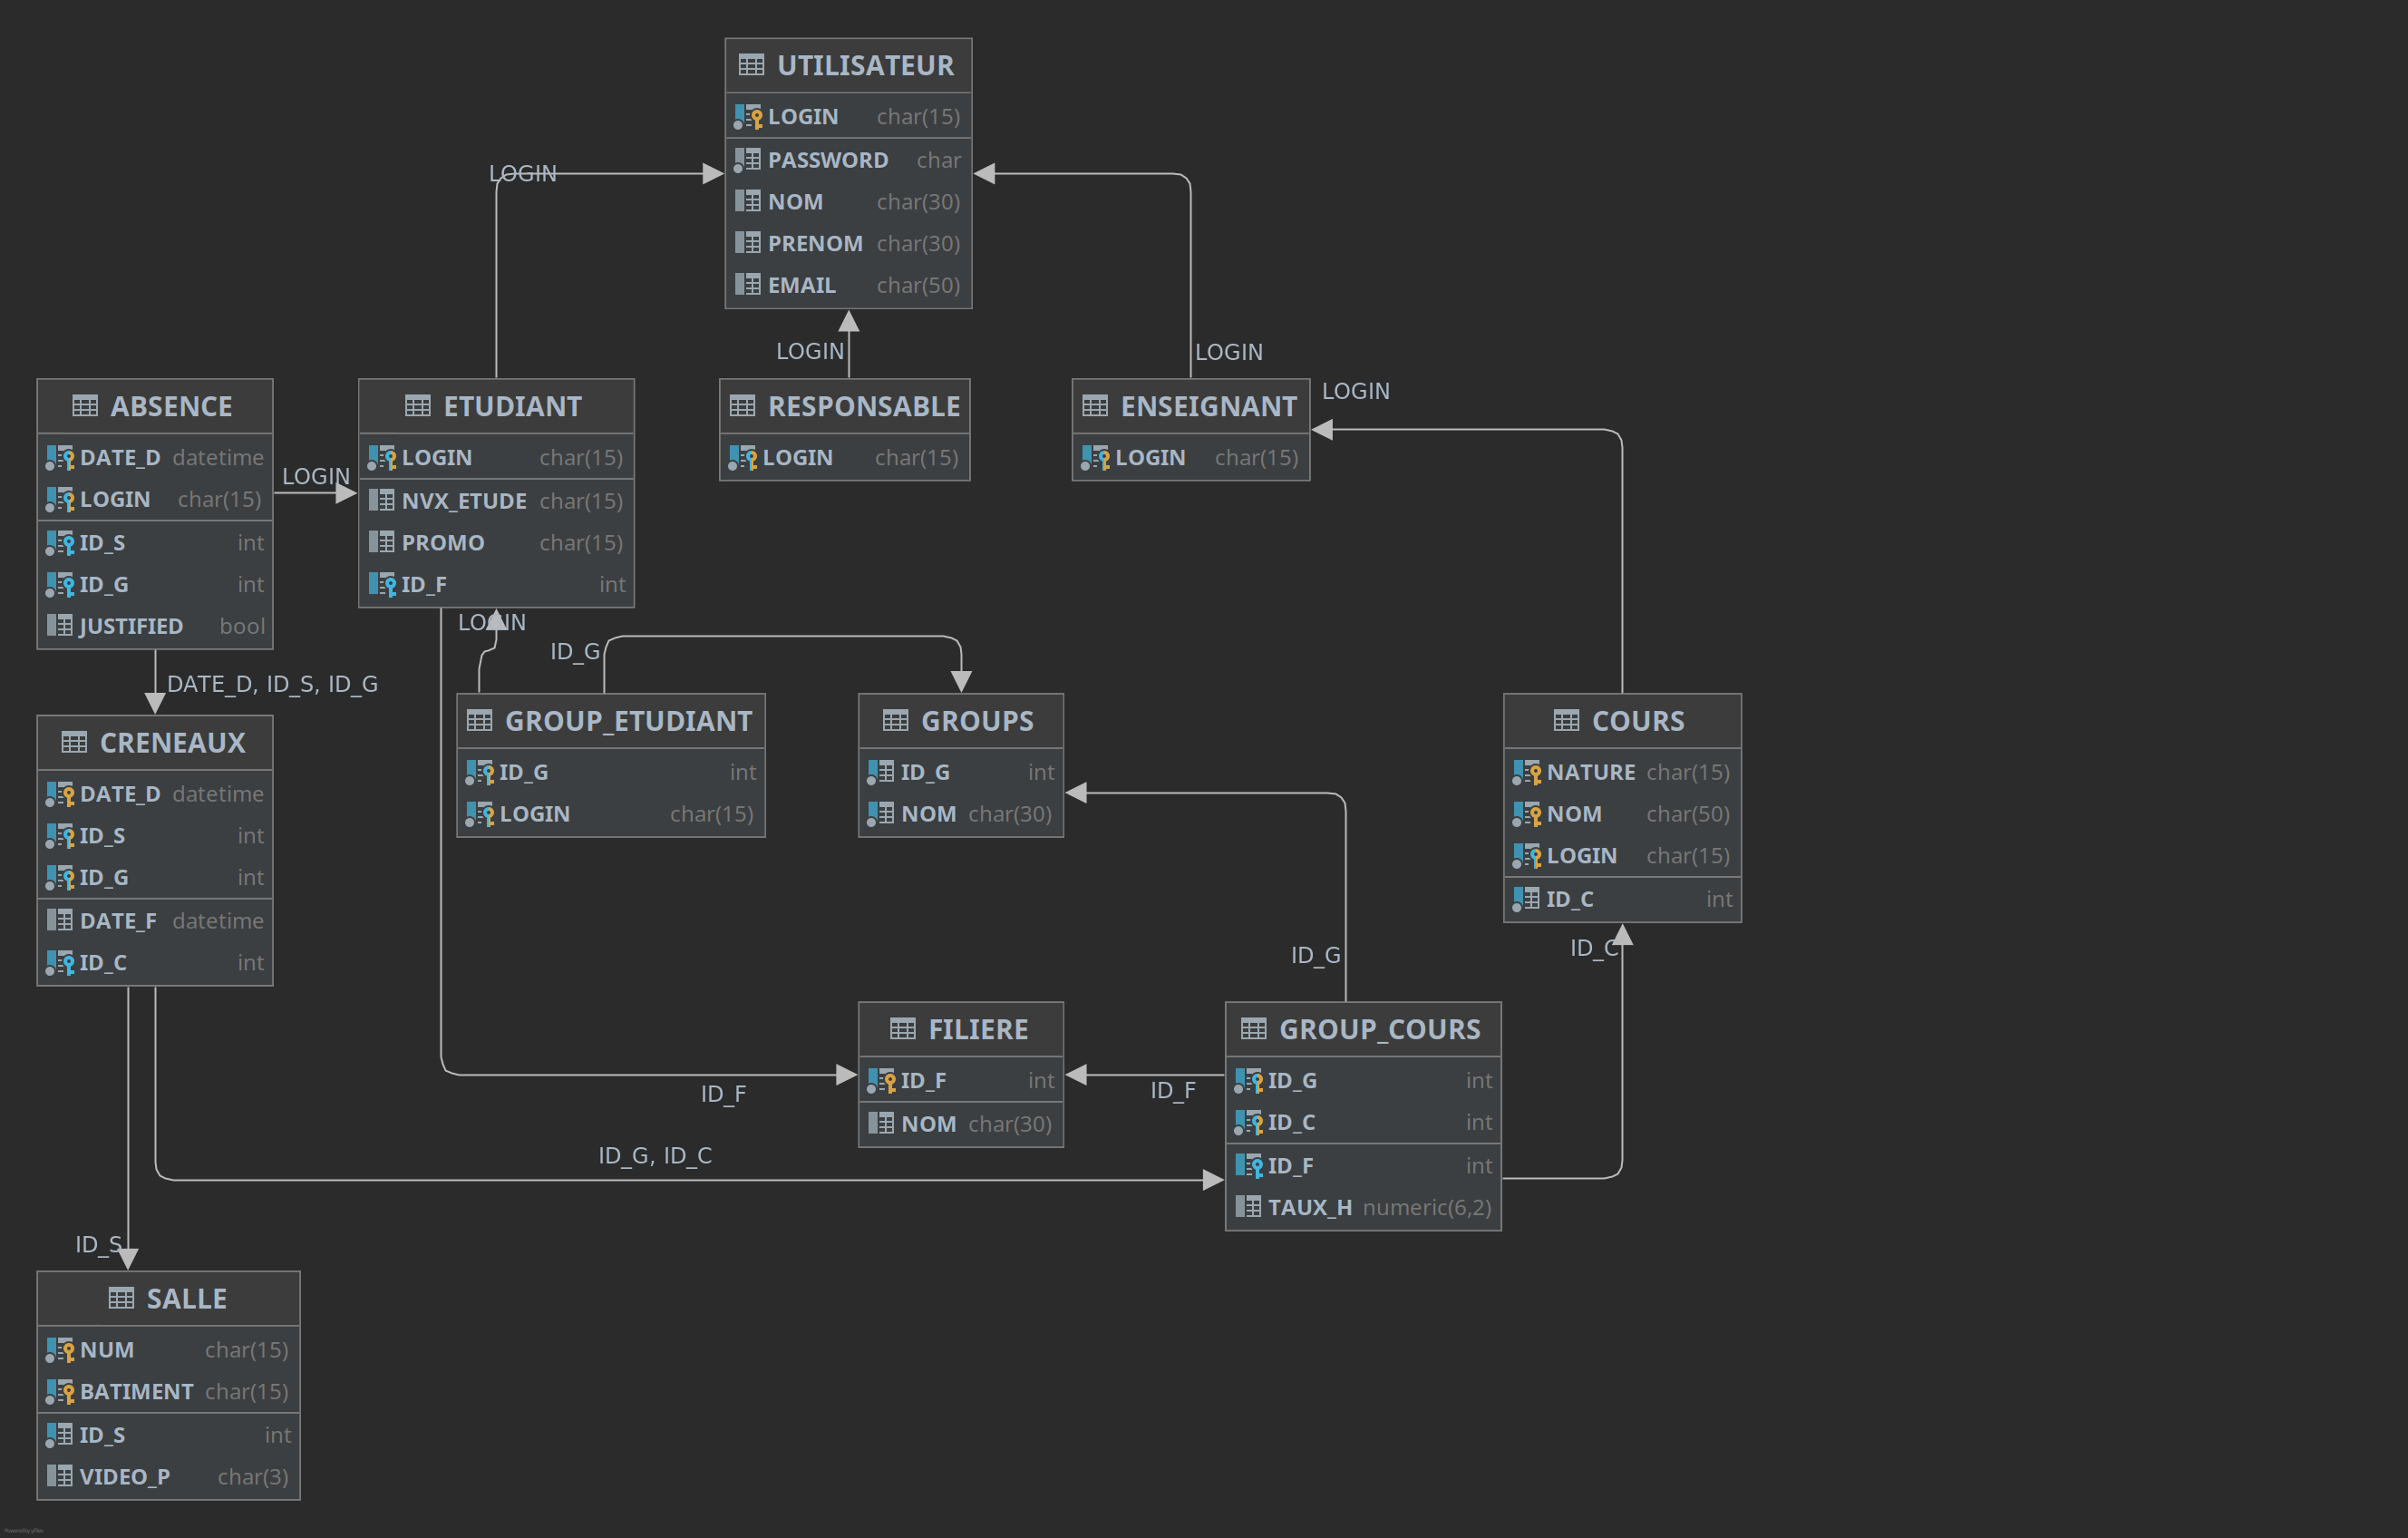 UTILISATEUR
LOGIN char(15)
PASSWORD char
NOM char(30)
PRENOM char(30)
EMAIL char(50)
LOGIN
LOGIN
LOGIN
LOGIN
ABSENCE
DATE_D datetime
LOGIN char(15)
ID_S int
ID_G int
JUSTIFIED bool
LOGIN
ETUDIANT
LOGIN char(15)
NVX_ETUDE char(15)
PROMO char(15)
ID_F int
RESPONSABLE
LOGIN char(15)
ENSEIGNANT
LOGIN char(15)
LOGIN
ID_G
DATE_D, ID_S, ID_G
CRENEAUX
DATE_D datetime
ID_S int
ID_G int
DATE_F datetime
ID_C int
GROUP_ETUDIANT
ID_G int
LOGIN char(15)
GROUPS
ID_G int
NOM char(30)
COURS
NATURE char(15)
NOM char(50)
LOGIN char(15)
ID_C int
ID_C
ID_G
FILIERE
ID_F int
NOM char(30)
GROUP_COURS
ID_G int
ID_C int
ID_F int
TAUX_H numeric(6,2)
ID_F
ID_F
ID_G, ID_C
ID_S
SALLE
NUM char(15)
BATIMENT char(15)
ID_S int
VIDEO_P char(3)
Powered by yFiles